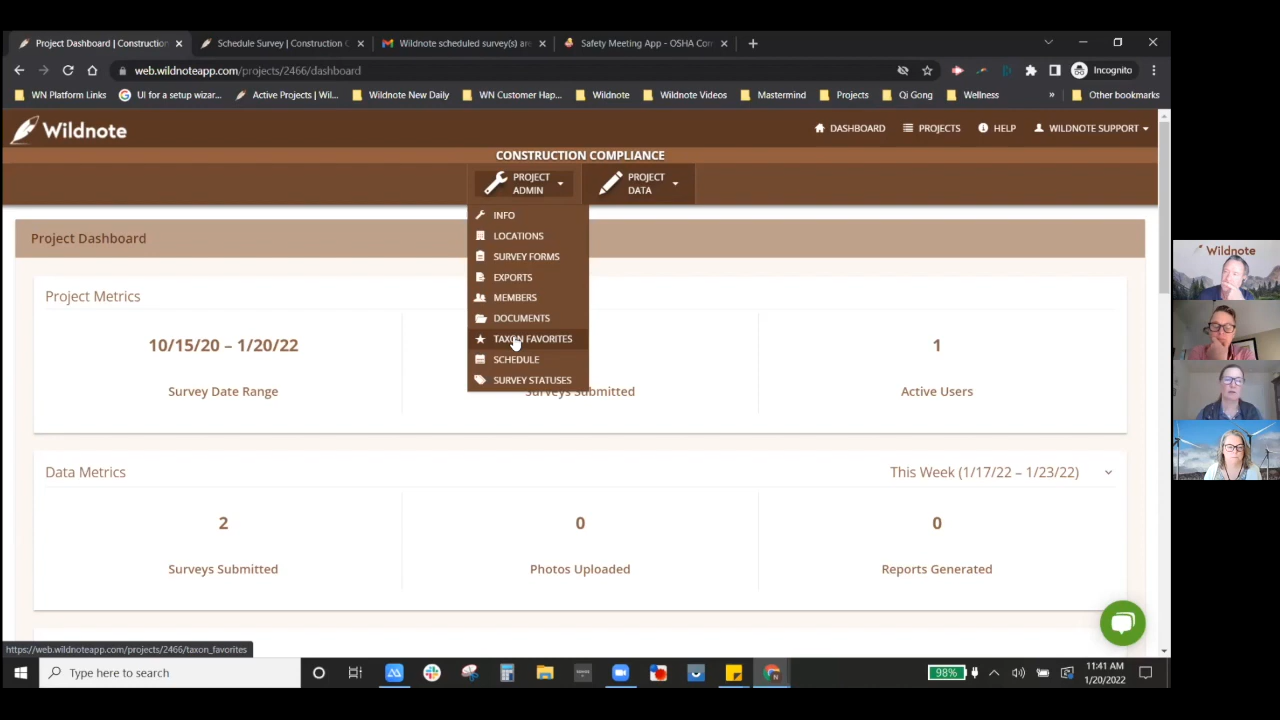 Project Dashboard | Construction
Schedule Survey | Construction C
Wildnote scheduled survey(s) are
Safety Meeting App - OSHA Com
web.wildnoteapp.com/projects/2466/dashboard
Incognito
WN Platform Links
UI for a setup wizar...
Active Projects | Wil...
Wildnote New Daily
WN Customer Hap...
Wildnote
Wildnote Videos
Mastermind
Projects
Qi Gong
Wellness
»
Other bookmarks
Wildnote
DASHBOARD
PROJECTS
HELP
WILDNOTE SUPPORT
CONSTRUCTION COMPLIANCE
PROJECT
ADMIN
PROJECT
DATA
INFO
LOCATIONS
SURVEY FORMS
EXPORTS
MEMBERS
DOCUMENTS
TAXON FAVORITES
SCHEDULE
SURVEY STATUSES
Project Dashboard
Project Metrics
10/15/20 – 1/20/22
Survey Date Range
Surveys Submitted
1
Active Users
Data Metrics
This Week (1/17/22 – 1/23/22)
2
Surveys Submitted
0
Photos Uploaded
0
Reports Generated
https://web.wildnoteapp.com/projects/2466/taxon_favorites
Type here to search
98%
11:41 AM
1/20/2022
Wildnote